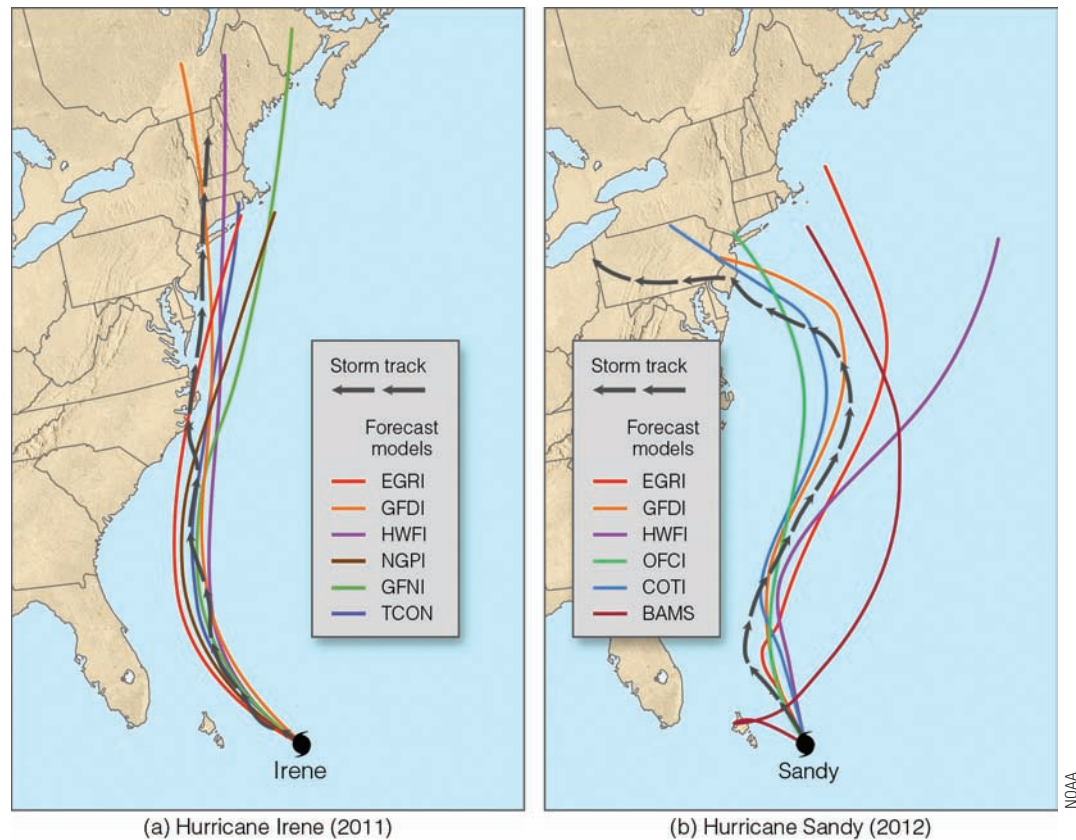 Storm track
Forecast
models
EGRI
GFDI
HWFI
NGPI
GFNI
TCON
Irene
(a) Hurricane Irene (2011)
Storm track
Forecast
models
EGRI
GFDI
HWFI
OFCI
COTI
BAMS
Sandy
(b) Hurricane Sandy (2012)
NOAA